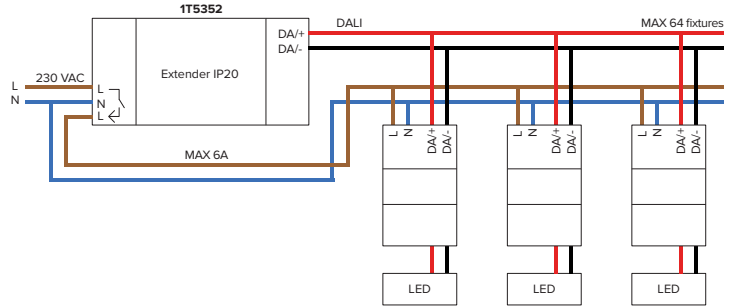 1T5352
DA/+ DALI MAX 64 fixtures
DA/-
Extender IP20
L 230 VAC L
N N
L
MAX 6A
L N DA/+ DA/- L N DA/+ DA/- L N DA/+ DA/-
LED LED LED